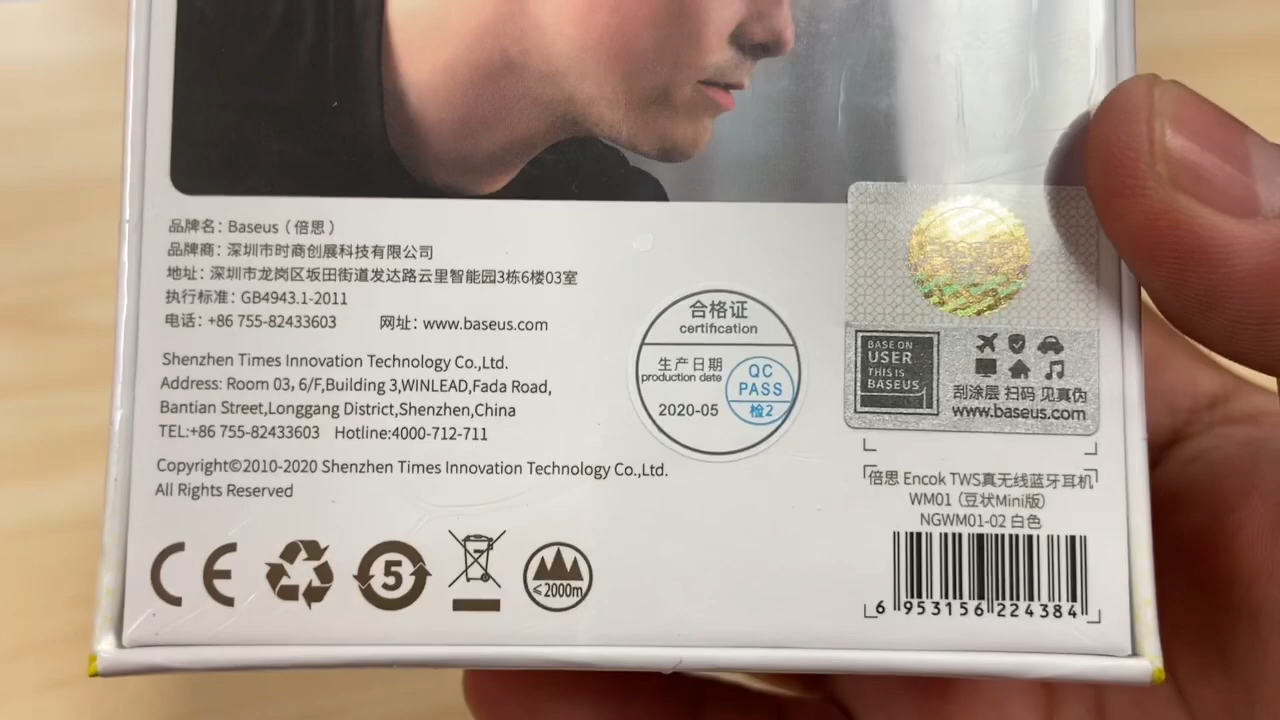 品牌名: Baseus（倍思）
品牌商: 深圳市时商创展科技有限公司
地址: 深圳市龙岗区坂田街道发达路云里智能园3栋6楼03室
执行标准: GB4943.1-2011
电话: +86 755-82433603 网址: www.baseus.com
Shenzhen Times Innovation Technology Co.,Ltd.
Address: Room 03, 6/F,Building 3,WINLEAD,Fada Road,
Bantian Street,Longgang District,Shenzhen,China
TEL:+86 755-82433603 Hotline:4000-712-711
Copyright©2010-2020 Shenzhen Times Innovation Technology Co.,Ltd.
All Rights Reserved
CE
5
≤2000m
合格证
certification
生产日期
production date
2020-05
QC
PASS
检2
BASE ON
USER
THIS IS
BASEUS
刮涂层 扫码 见真伪
www.baseus.com
倍思 Encok TWS真无线蓝牙耳机
WM01（豆状Mini版）
NGWM01-02 白色
6 953156 224384